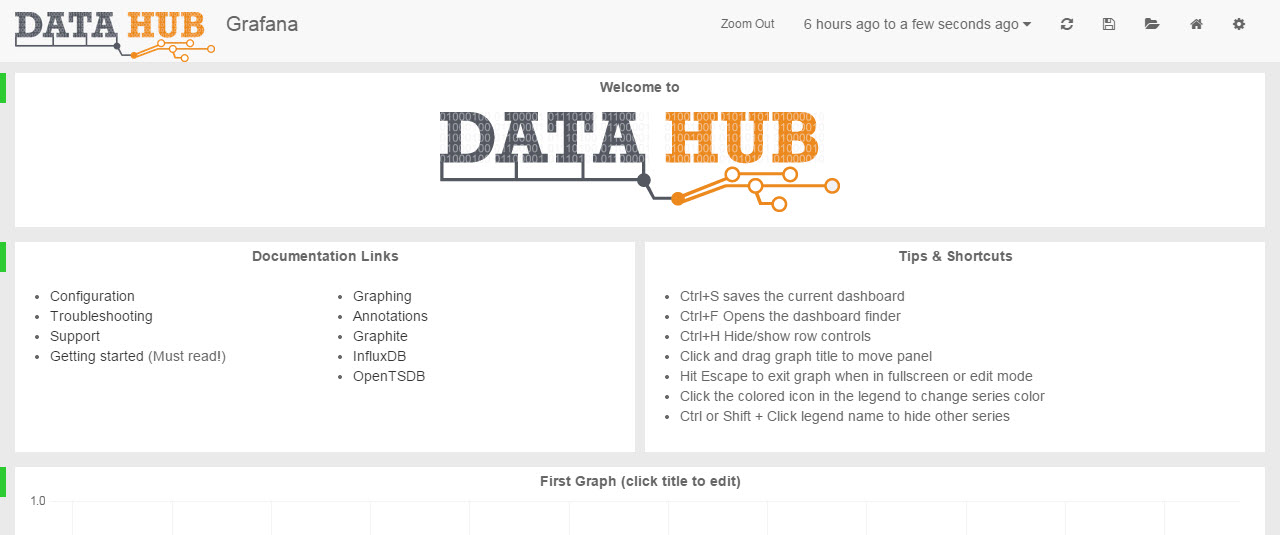 DATA HUB
Grafana
Zoom Out
6 hours ago to a few seconds ago
Welcome to
DATA HUB
Documentation Links
Configuration
Troubleshooting
Support
Getting started (Must read!)
Graphing
Annotations
Graphite
InfluxDB
OpenTSDB
Tips & Shortcuts
Ctrl+S saves the current dashboard
Ctrl+F Opens the dashboard finder
Ctrl+H Hide/show row controls
Click and drag graph title to move panel
Hit Escape to exit graph when in fullscreen or edit mode
Click the colored icon in the legend to change series color
Ctrl or Shift + Click legend name to hide other series
First Graph (click title to edit)
1.0